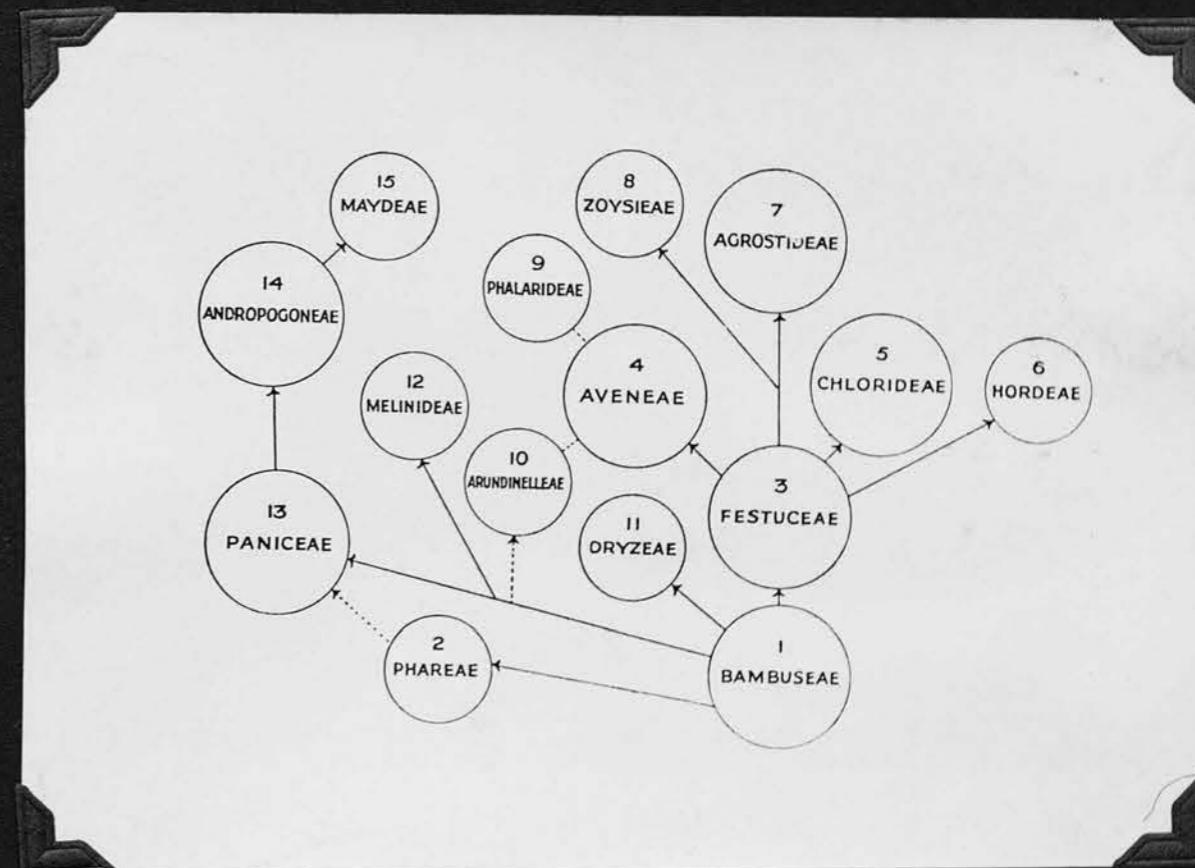 15
MAYDEAE
8
ZOYSIEAE
7
AGROSTIDEAE
14
ANDROPOGONEAE
9
PHALARIDEAE
4
AVENEAE
5
CHLORIDEAE
6
HORDEAE
12
MELINIDEAE
10
ARUNDINELLEAE
3
FESTUCEAE
13
PANICEAE
11
ORYZEAE
2
PHAREAE
1
BAMBUSEAE